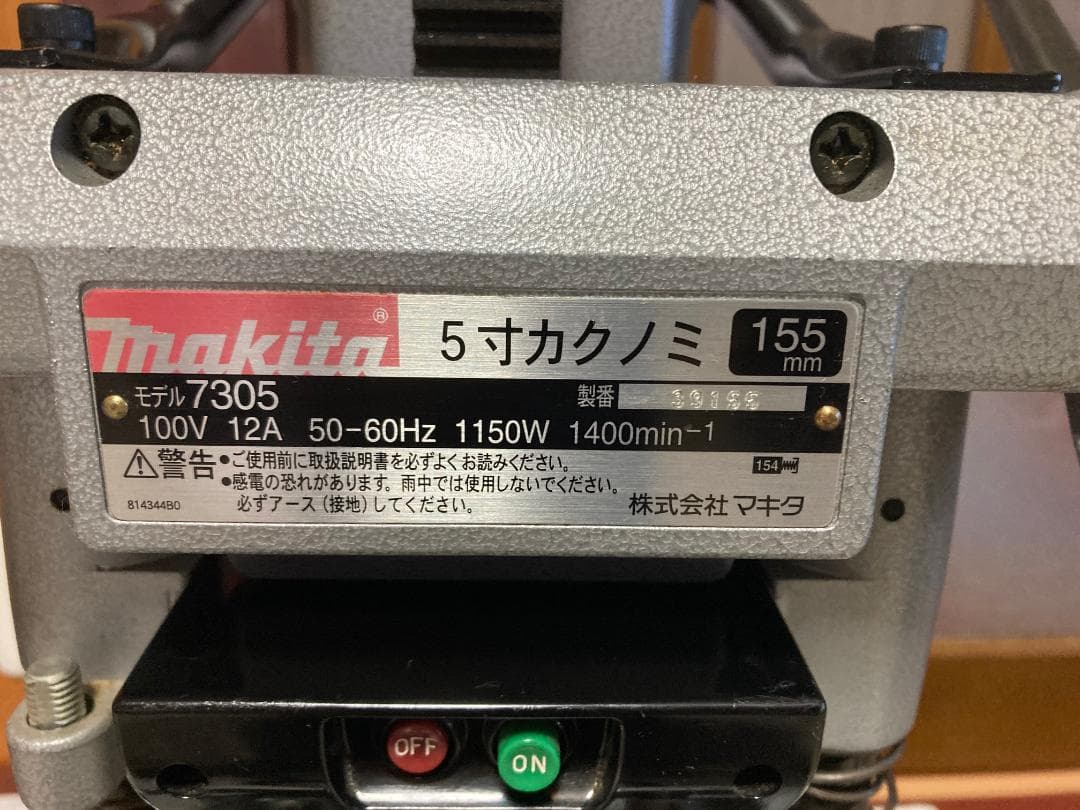 makita®
5寸カクノミ
155
mm
モデル7305
製番
100V 12A 50-60Hz 1150W 1400min-1
警告
●ご使用前に取扱説明書を必ずよくお読みください。
●感電の恐れがあります。雨中では使用しないでください。
必ずアース(接地)してください。
154
814344B0
株式会社 マキタ
OFF
ON